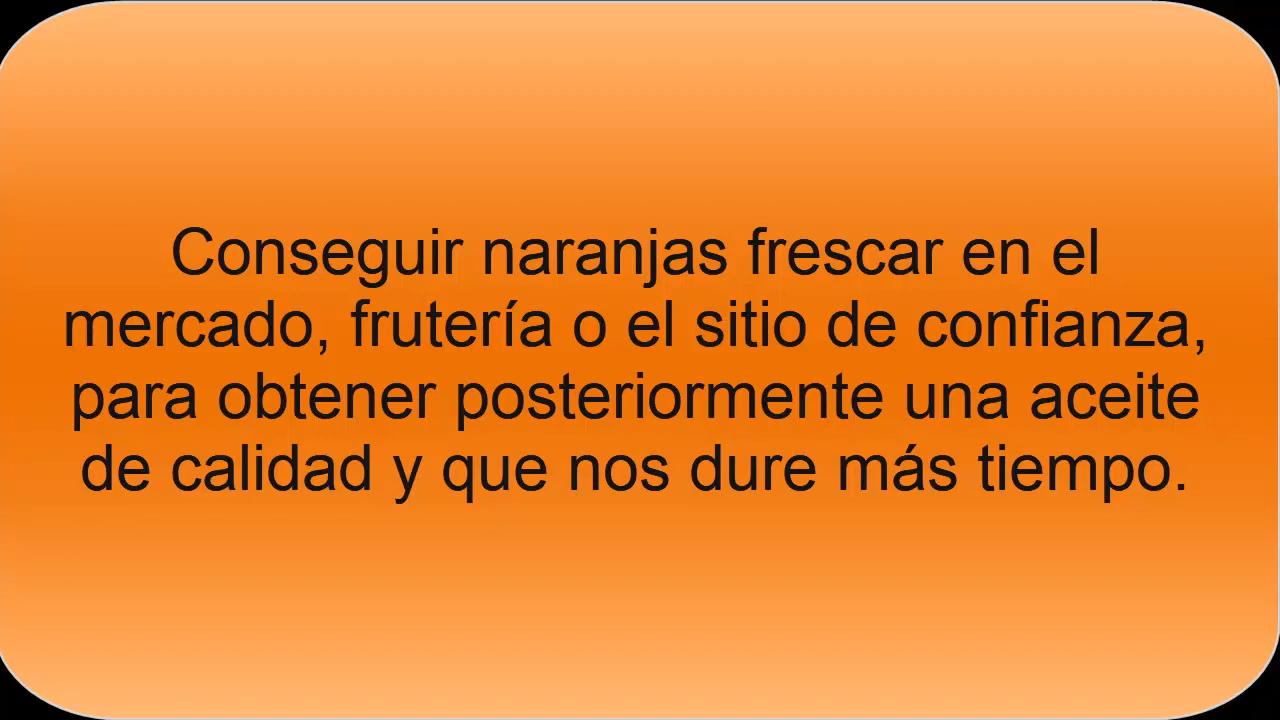 Conseguir naranjas frescar en el
mercado, frutería o el sitio de confianza,
para obtener posteriormente una aceite
de calidad y que nos dure más tiempo.